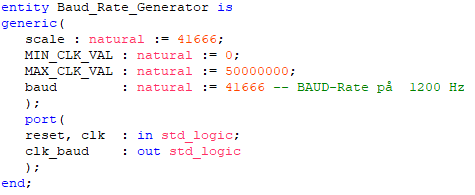 entity Baud_Rate_Generator is
generic(
scale : natural := 41666;
MIN_CLK_VAL : natural := 0;
MAX_CLK_VAL : natural := 50000000;
baud : natural := 41666 -- BAUD-Rate på 1200 Hz
);
port(
reset, clk : in std_logic;
clk_baud : out std_logic
);
end;